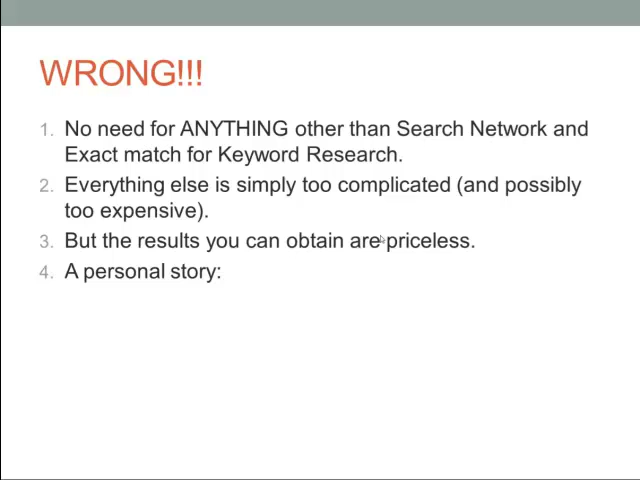 WRONG!!!
1. No need for ANYTHING other than Search Network and
Exact match for Keyword Research.
2. Everything else is simply too complicated (and possibly
too expensive).
3. But the results you can obtain are priceless.
4. A personal story: